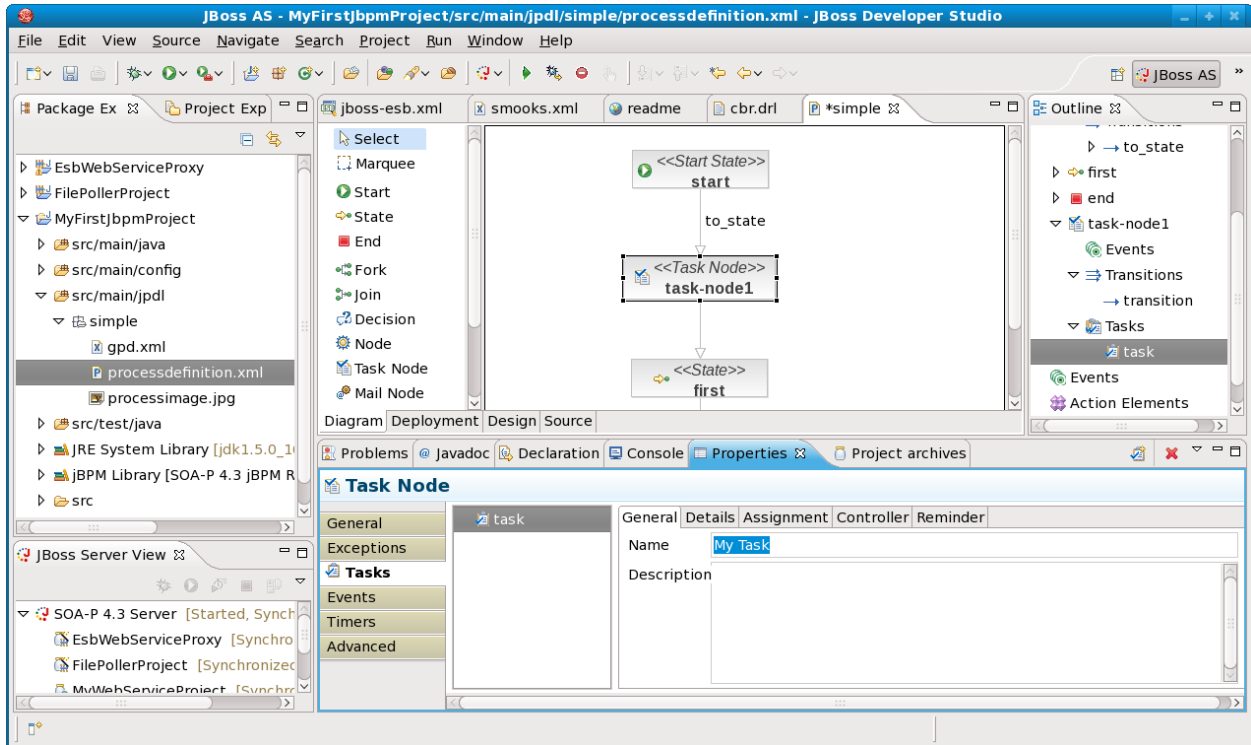 JBoss AS - MyFirstJbpmProject/src/main/jpdl/simple/processdefinition.xml - JBoss Developer Studio
File Edit View Source Navigate Search Project Run Window Help
JBoss AS »
Package Ex Project Exp
EsbWebServiceProxy
FilePollerProject
MyFirstJbpmProject
src/main/java
src/main/config
src/main/jpdl
simple
gpd.xml
processdefinition.xml
processimage.jpg
src/test/java
JRE System Library [jdk1.5.0_1
jBPM Library [SOA-P 4.3 jBPM R
src
jboss-esb.xml smooks.xml readme cbr.drl *simple
Select
Marquee
Start
State
End
Fork
Join
Decision
Node
Task Node
Mail Node
<<Start State>>
start
to_state
<<Task Node>>
task-node1
<<State>>
first
Diagram Deployment Design Source
Outline
to_state
first
end
task-node1
Events
Transitions
transition
Tasks
task
Events
Action Elements
JBoss Server View
SOA-P 4.3 Server [Started, Synch
EsbWebServiceProxy [Synchro
FilePollerProject [Synchronized
MyWebServiceProject [Synchro
Problems @ Javadoc Declaration Console Properties Project archives
Task Node
General
Exceptions
Tasks
Events
Timers
Advanced
task
General Details Assignment Controller Reminder
Name My Task
Description